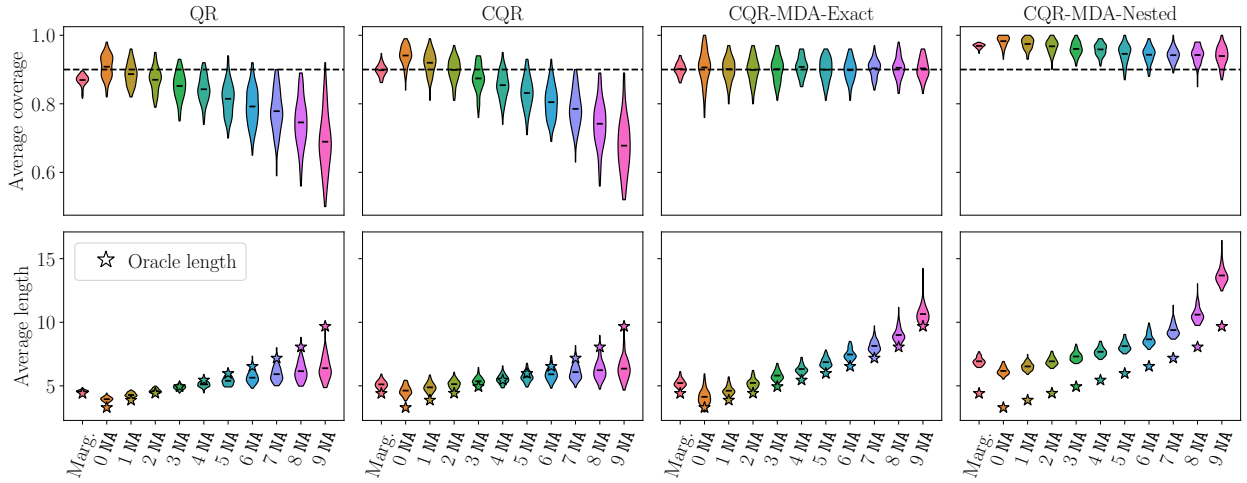 QR
CQR
CQR-MDA-Exact
CQR-MDA-Nested
Average coverage
1.0
0.8
0.6
Average length
15
10
5
Oracle length
Marg. 0 NA 1 NA 2 NA 3 NA 4 NA 5 NA 6 NA 7 NA 8 NA 9 NA
Marg. 0 NA 1 NA 2 NA 3 NA 4 NA 5 NA 6 NA 7 NA 8 NA 9 NA
Marg. 0 NA 1 NA 2 NA 3 NA 4 NA 5 NA 6 NA 7 NA 8 NA 9 NA
Marg. 0 NA 1 NA 2 NA 3 NA 4 NA 5 NA 6 NA 7 NA 8 NA 9 NA